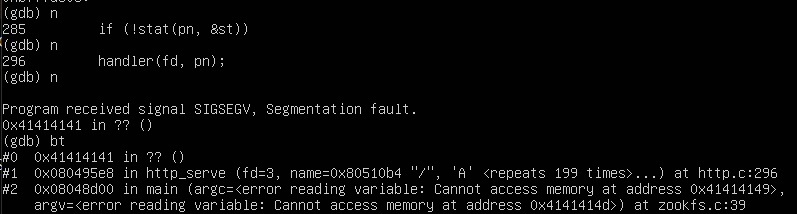 (gdb) n
285 if (!stat(pn, &st))
(gdb) n
296 handler(fd, pn);
(gdb) n
Program received signal SIGSEGV, Segmentation fault.
0x41414141 in ?? ()
(gdb) bt
#0 0x41414141 in ?? ()
#1 0x080495e8 in http_serve (fd=3, name=0x80510b4 "/", 'A' <repeats 199 times>...) at http.c:296
#2 0x08048d00 in main (argc=<error reading variable: Cannot access memory at address 0x41414149>,
argv=<error reading variable: Cannot access memory at address 0x4141414d>) at zookfs.c:39